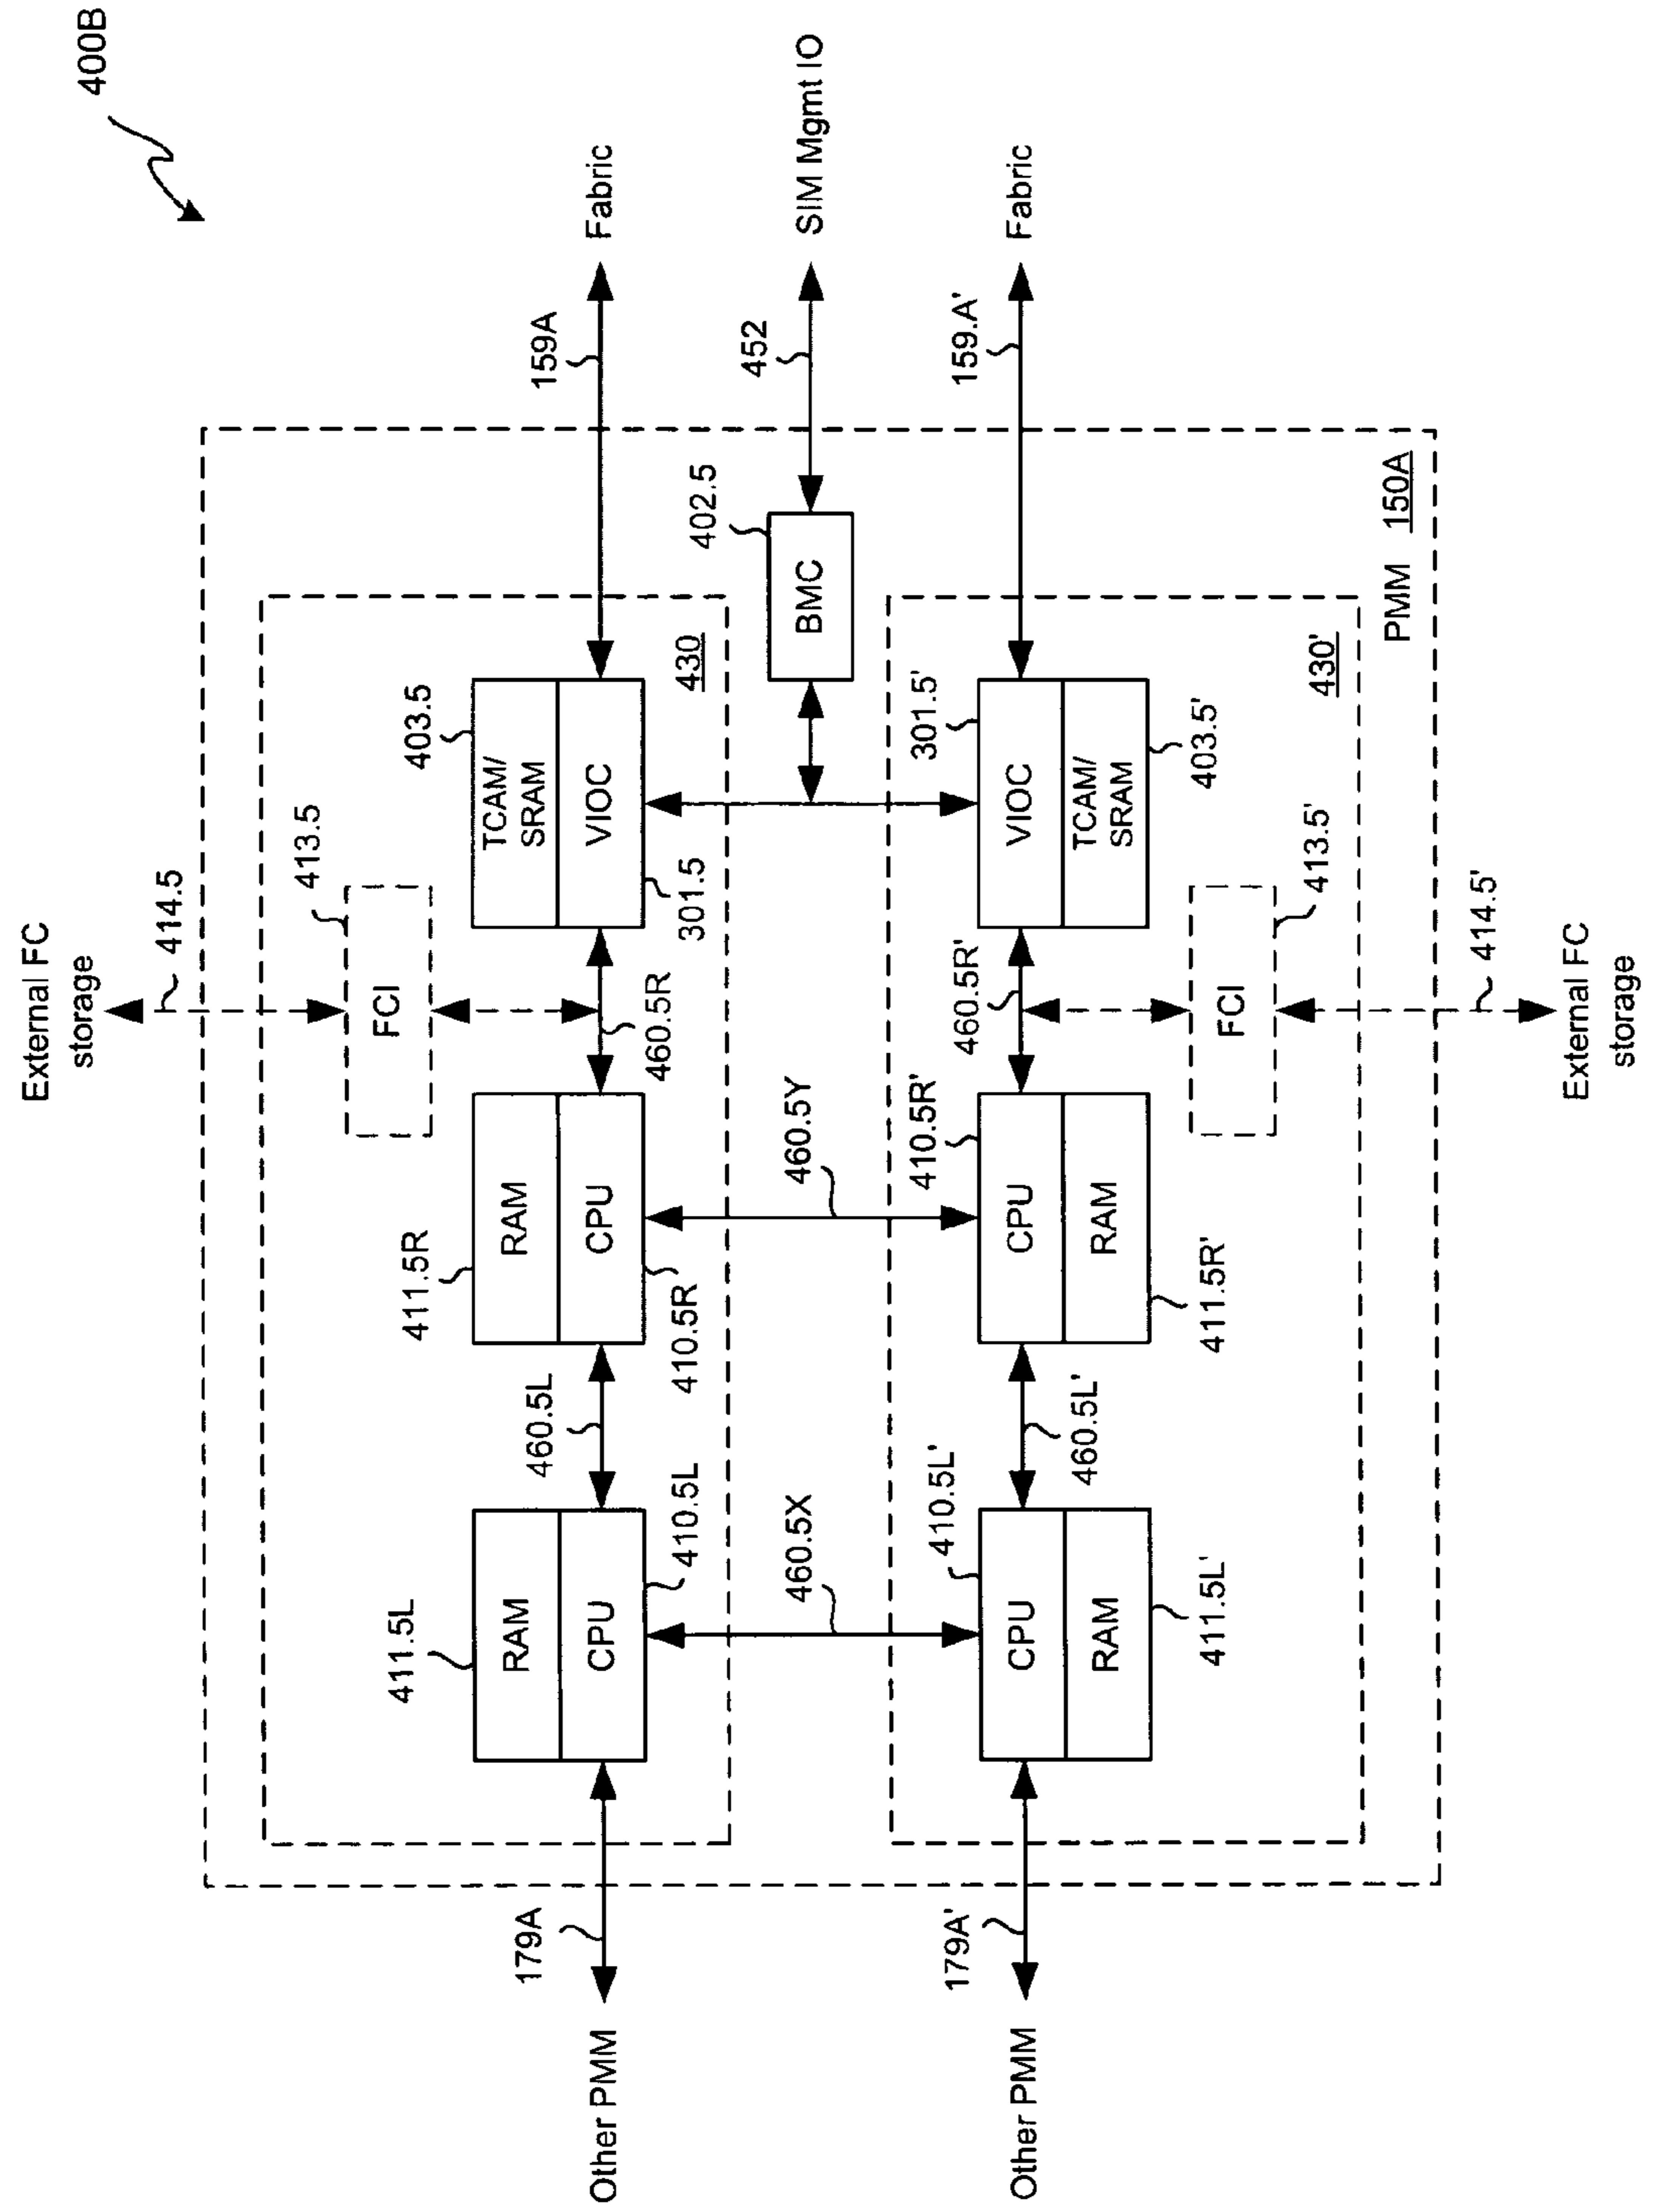 400B
External FC
storage
414.5
413.5
FCI
Other PMM
179A
411.5L
RAM
CPU
410.5L
460.5L
411.5R
RAM
CPU
410.5R
460.5R
403.5
TCAM/
SRAM
VIOC
301.5
430
159A
Fabric
460.5X
460.5Y
402.5
BMC
452
SIM Mgmt IO
Other PMM
179A'
410.5L'
CPU
RAM
411.5L'
460.5L'
410.5R'
CPU
RAM
411.5R'
460.5R'
301.5'
VIOC
TCAM/
SRAM
403.5'
159.A'
Fabric
FCI
413.5'
430'
PMM 150A
414.5'
External FC
storage